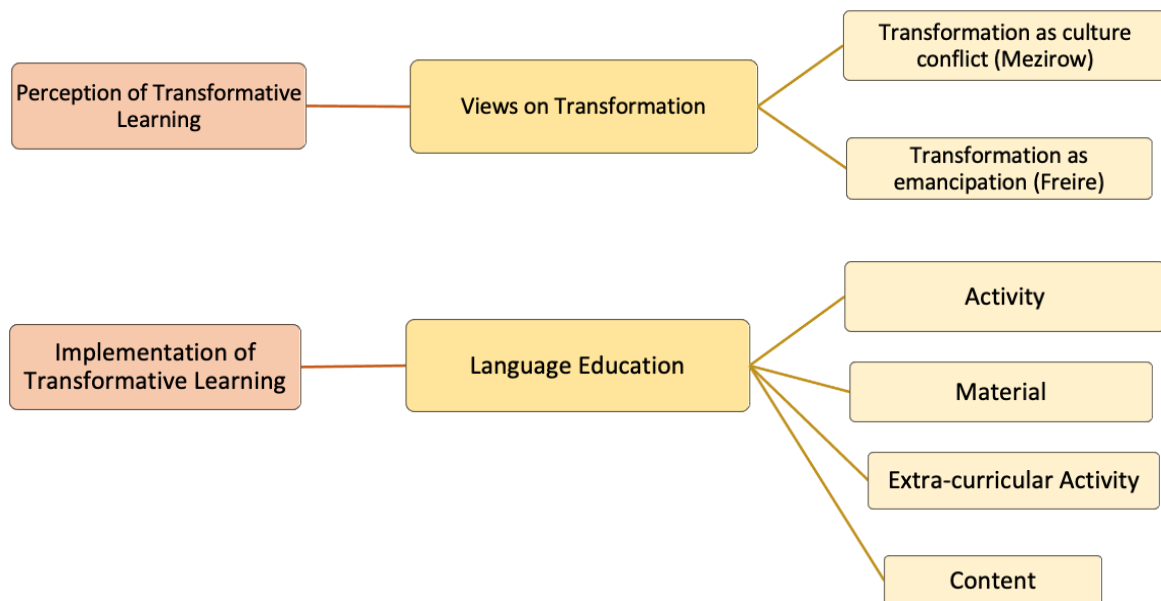 Perception of Transformative
Learning
Views on Transformation
Transformation as culture
conflict (Mezirow)
Transformation as
emancipation (Freire)
Implementation of
Transformative Learning
Language Education
Activity
Material
Extra-curricular Activity
Content